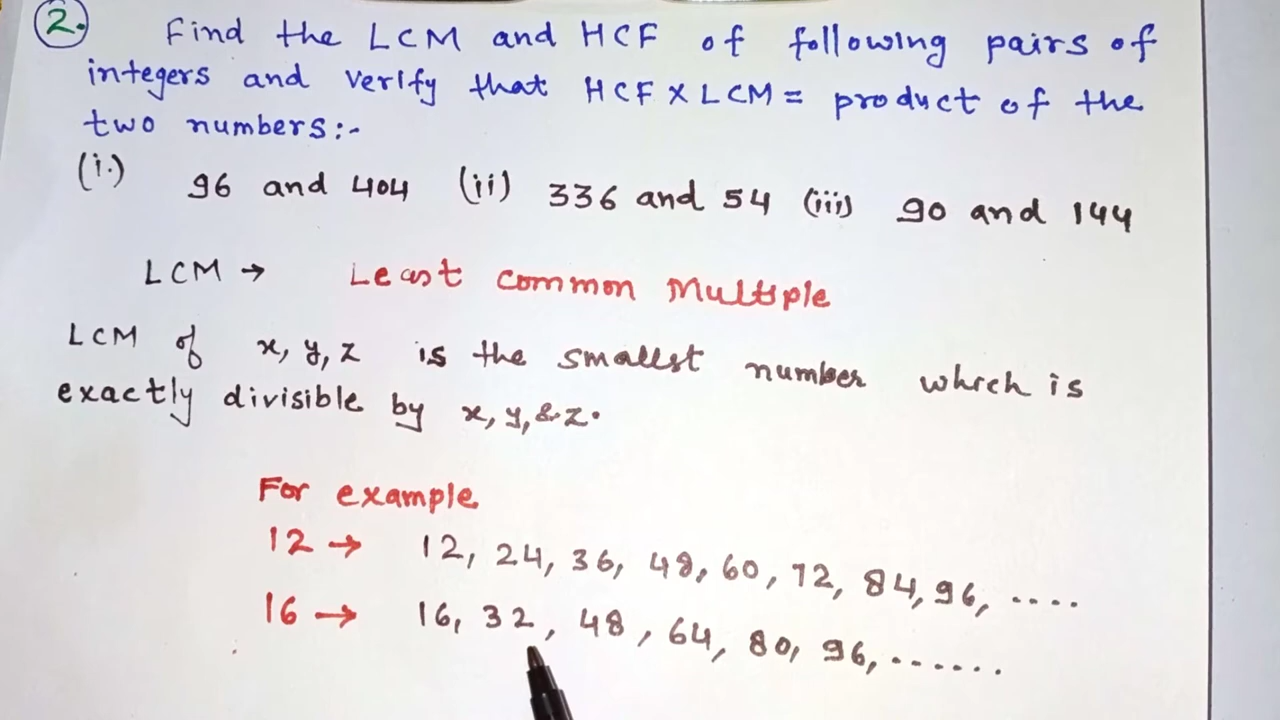 2. Find the LCM and HCF of following pairs of
integers and verify that HCF X LCM = product of the
two numbers:-
(i.) 96 and 404 (ii) 336 and 54 (iii) 90 and 144
LCM → Least common Multiple
LCM of x, y, z is the smallest number which is
exactly divisible by x, y, & z.
For example
12 → 12, 24, 36, 48, 60, 72, 84, 96, ....
16 → 16, 32, 48, 64, 80, 96, ......